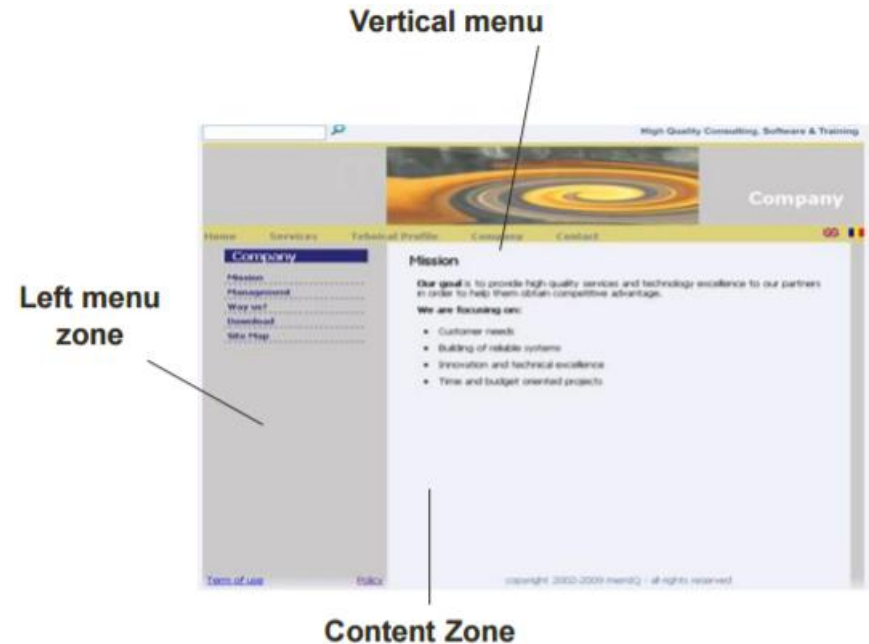 Vertical menu
High Quality Consulting, Software & Training
Company
Home Services Tehnical Profile Company Contact
Company
Mission
Management
Way us?
Download
Site Map
Left menu
zone
Mission
Our goal is to provide high quality services and technology excellence to our partners
in order to help them obtain competitive advantage.
We are focusing on:
• Customer needs
• Building of reliable systems
• Innovation and technical excellence
• Time and budget oriented projects
Term of use Policy
copyright 2002-2009 - all rights reserved
Content Zone